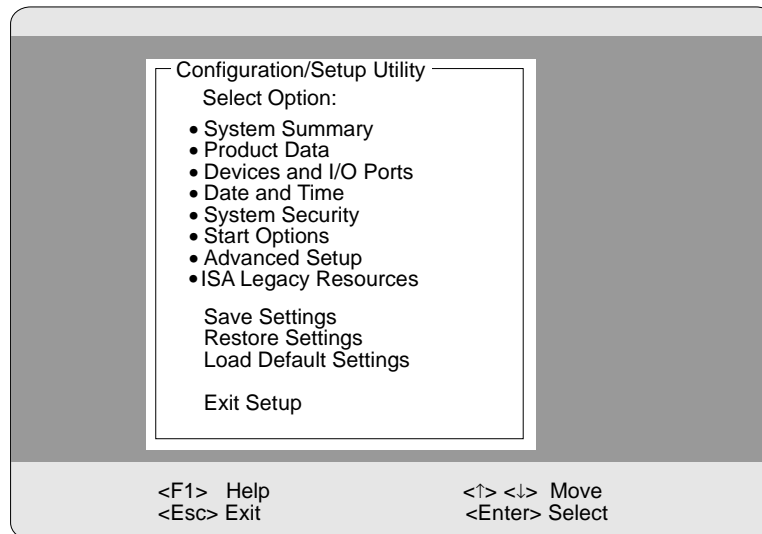 Configuration/Setup Utility
Select Option:
• System Summary
• Product Data
• Devices and I/O Ports
• Date and Time
• System Security
• Start Options
• Advanced Setup
•ISA Legacy Resources
Save Settings
Restore Settings
Load Default Settings
Exit Setup
<F1> Help <↑> <↓> Move
<Esc> Exit <Enter> Select